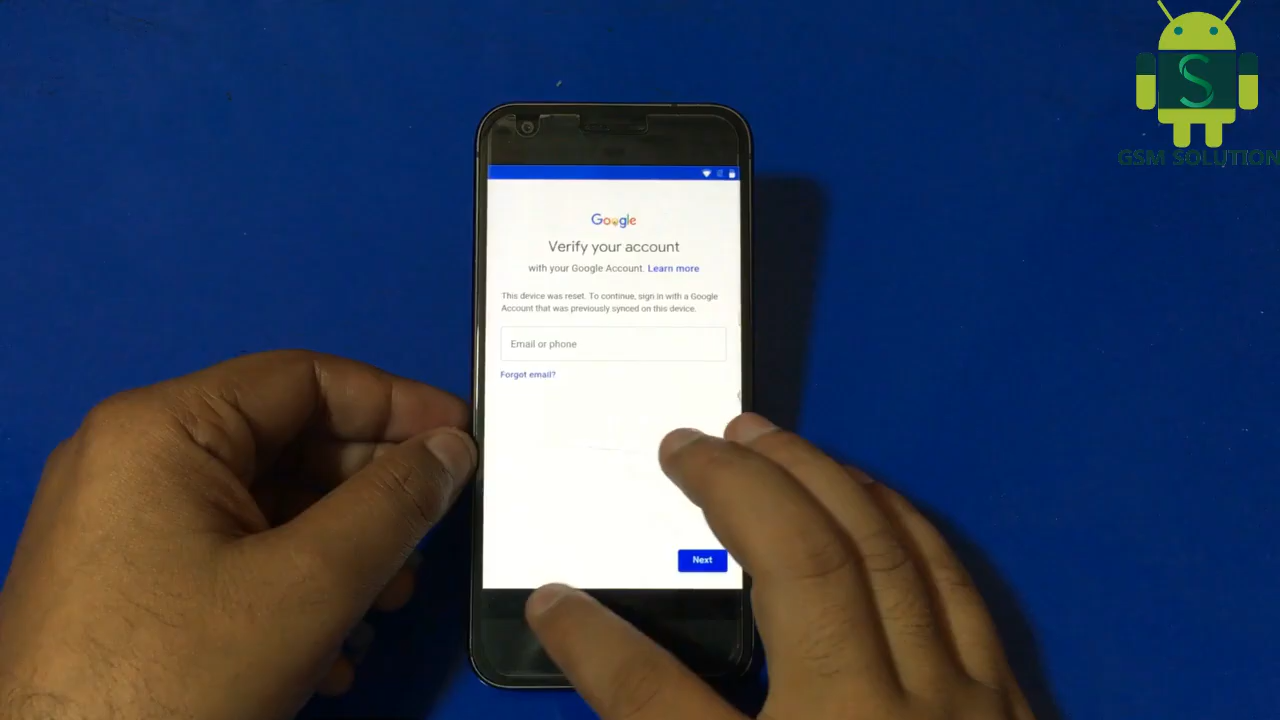 S
GSM SOLUTION
Google
Verify your account
with your Google Account. Learn more
This device was reset. To continue, sign in with a Google
Account that was previously synced on this device.
Email or phone
Forgot email?
Next